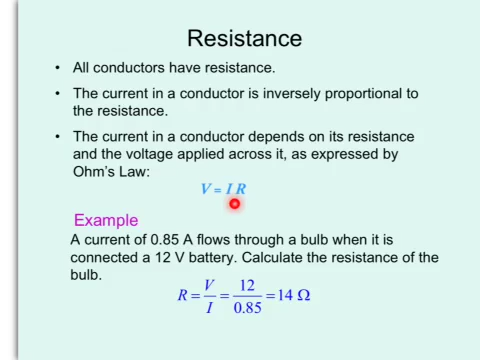 Resistance
• All conductors have resistance.
• The current in a conductor is inversely proportional to
the resistance.
• The current in a conductor depends on its resistance
and the voltage applied across it, as expressed by
Ohm's Law:
V = I R
Example
A current of 0.85 A flows through a bulb when it is
connected a 12 V battery. Calculate the resistance of the
bulb.
R = V/I = 12/0.85 = 14 Ω